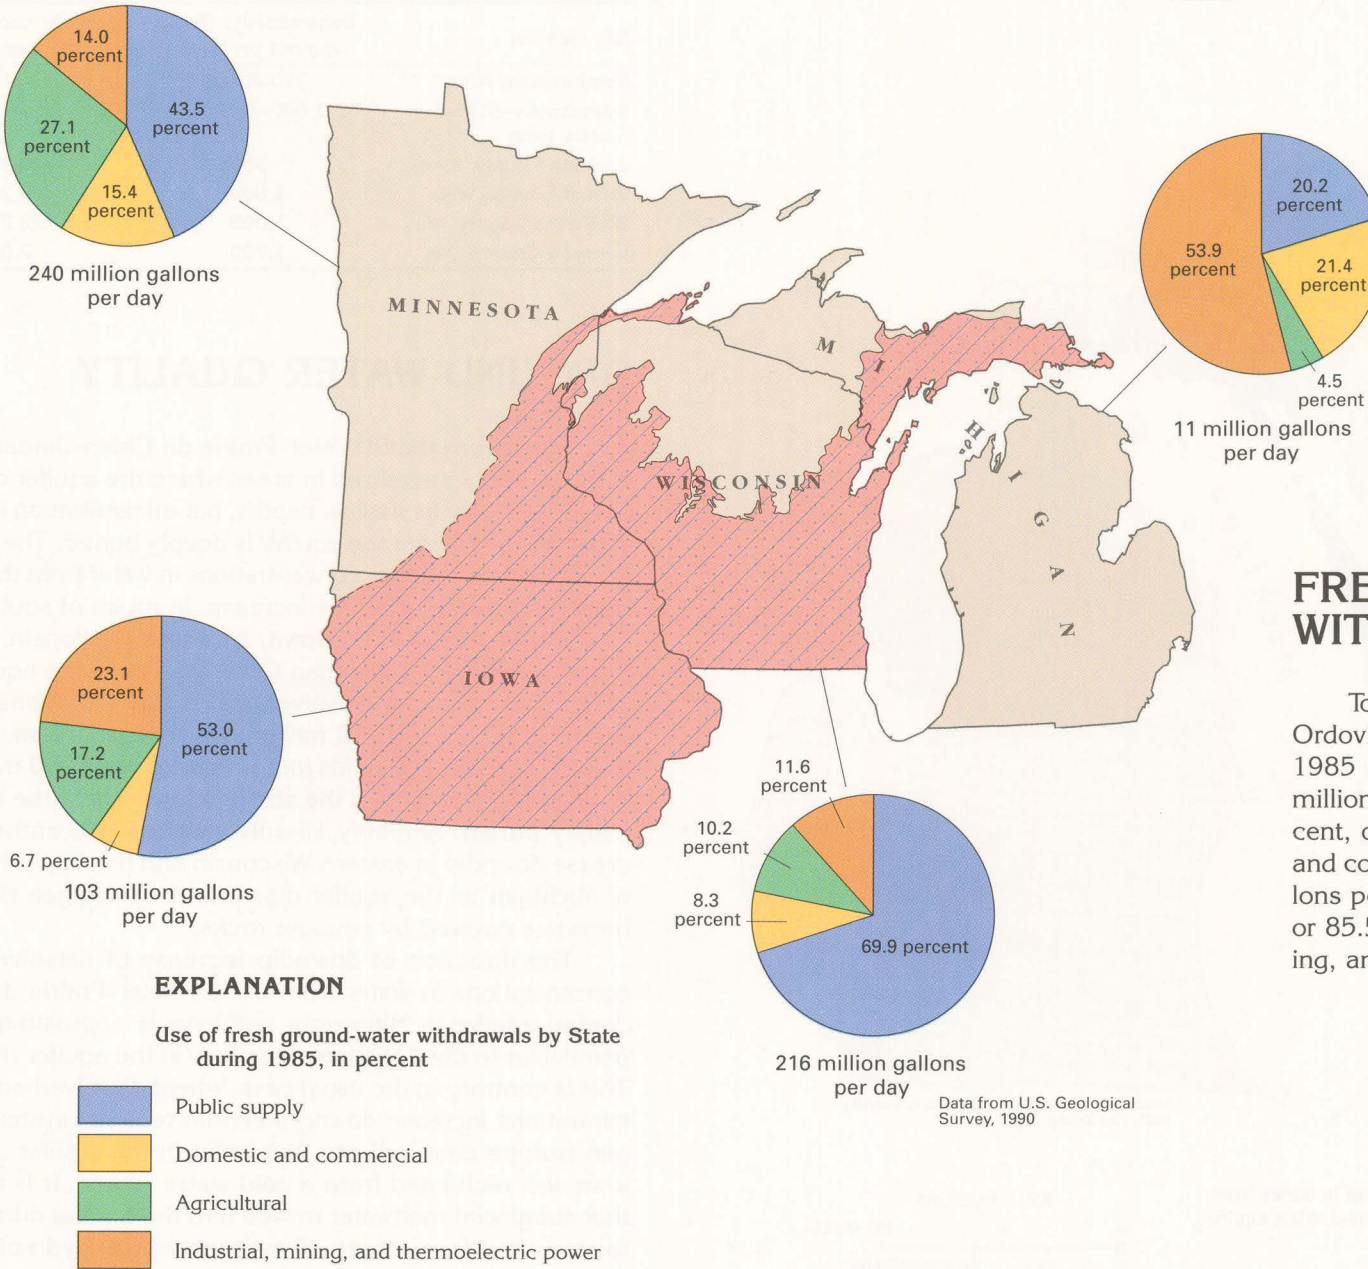 14.0
percent
43.5
percent
27.1
percent
15.4
percent
240 million gallons
per day
MINNESOTA
WISCONSIN
MICHIGAN
IOWA
20.2
percent
53.9
percent
21.4
percent
4.5
percent
11 million gallons
per day
23.1
percent
53.0
percent
17.2
percent
6.7 percent
103 million gallons
per day
11.6
percent
10.2
percent
8.3
percent
69.9 percent
216 million gallons
per day
Data from U.S. Geological
Survey, 1990
EXPLANATION
Use of fresh ground-water withdrawals by State
during 1985, in percent
Public supply
Domestic and commercial
Agricultural
Industrial, mining, and thermoelectric power
FRE
WIT
To
Ordov
1985
million
cent, c
and co
lons p
or 85.5
ing, ar